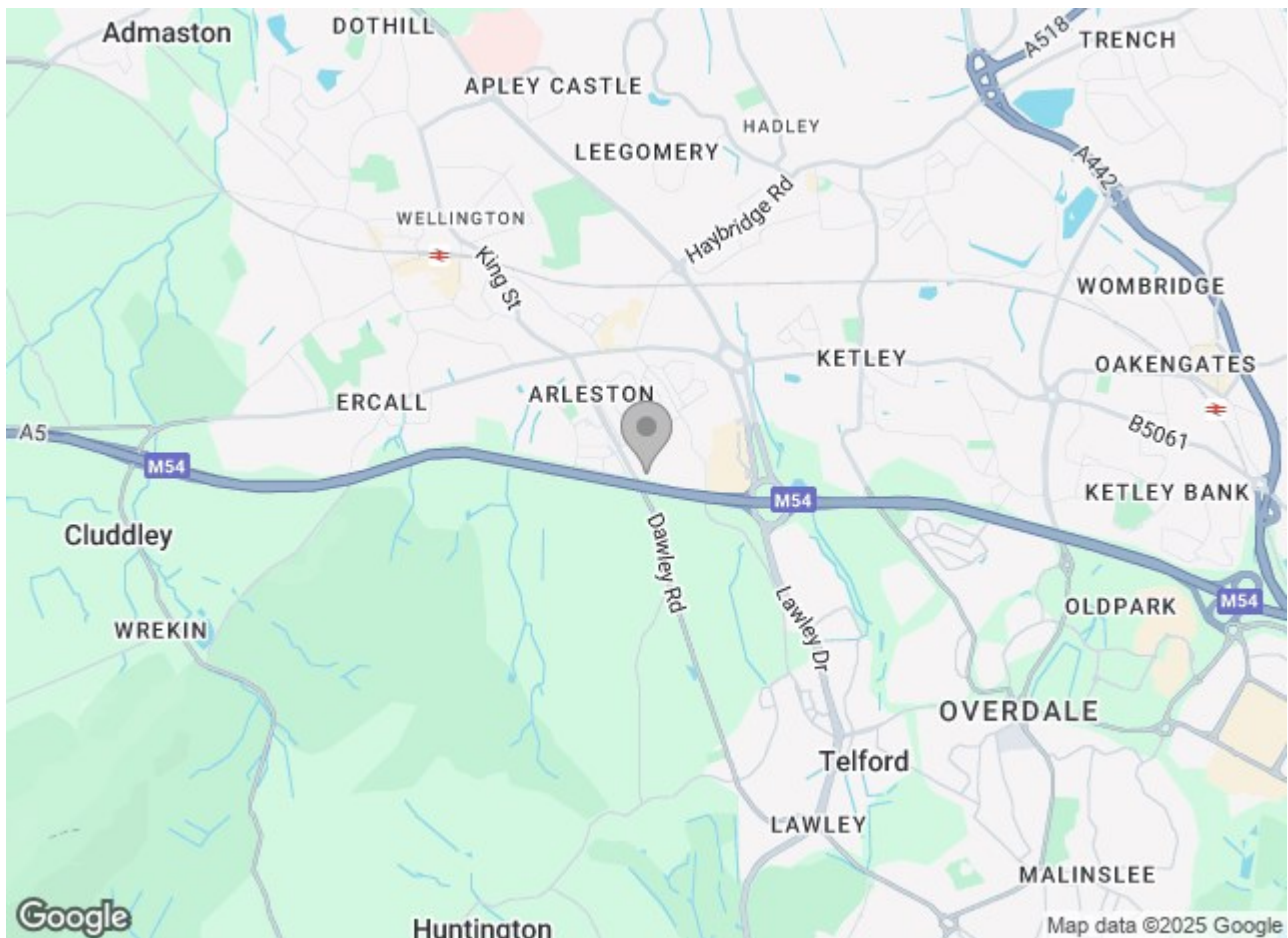 Admaston
DOTHILL
A518
TRENCH
APLEY CASTLE
HADLEY
LEEGOMERY
A442
Haybridge Rd
WELLINGTON
King St
WOMBRIDGE
KETLEY
OAKENGATES
ARLESTON
ERCALL
B5061
A5
M54
M54
KETLEY BANK
Cluddley
Dawley Rd
Lawley Dr
M54
OLDPARK
WREKIN
OVERDALE
Telford
LAWLEY
MALINSLEE
Google
Huntington
Map data ©2025 Google